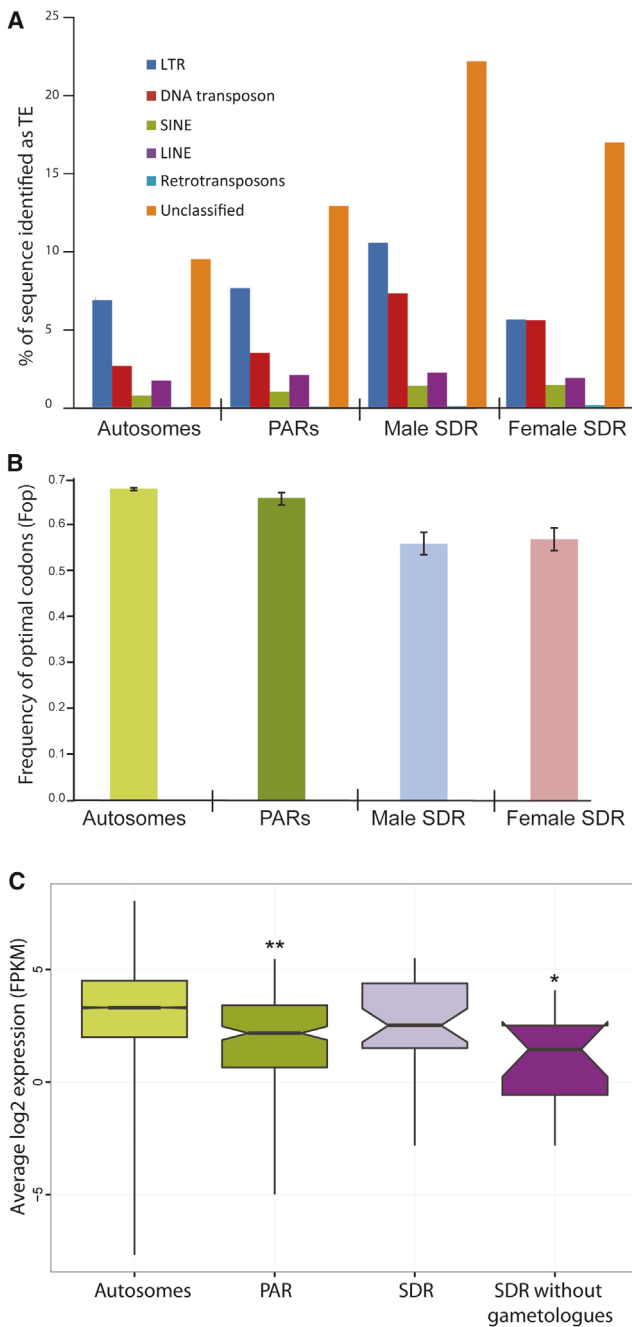 A
25
20
15
10
5
0
% of sequence identified as TE
LTR
DNA transposon
SINE
LINE
Retrotransposons
Unclassified
Autosomes PARs Male SDR Female SDR
B
0.7
0.6
0.5
0.4
0.3
0.2
0.1
0.0
Frequency of optimal codons (Fop)
Autosomes PARs Male SDR Female SDR
C
Average log2 expression (FPKM)
5
0
−5
**
*
Autosomes PAR SDR SDR without
gametologues